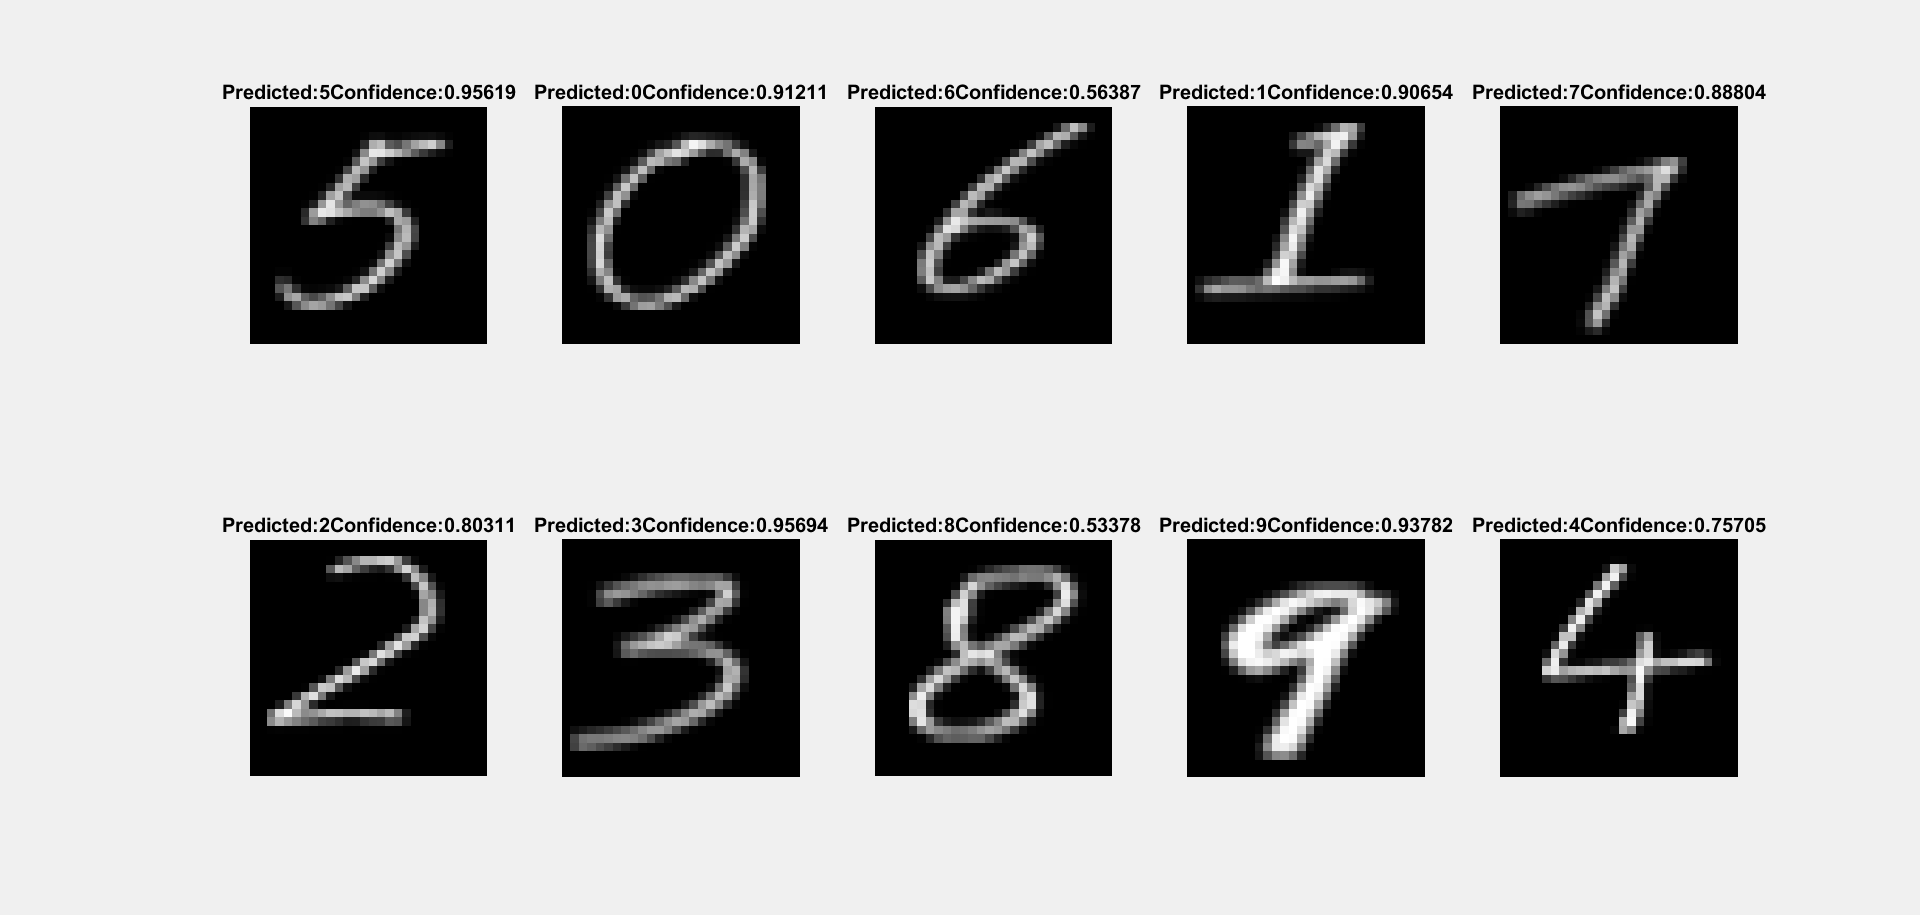 Predicted:5Confidence:0.95619 Predicted:0Confidence:0.91211 Predicted:6Confidence:0.56387 Predicted:1Confidence:0.90654 Predicted:7Confidence:0.88804
5 0 6 1 7
Predicted:2Confidence:0.80311 Predicted:3Confidence:0.95694 Predicted:8Confidence:0.53378 Predicted:9Confidence:0.93782 Predicted:4Confidence:0.75705
2 3 8 9 4